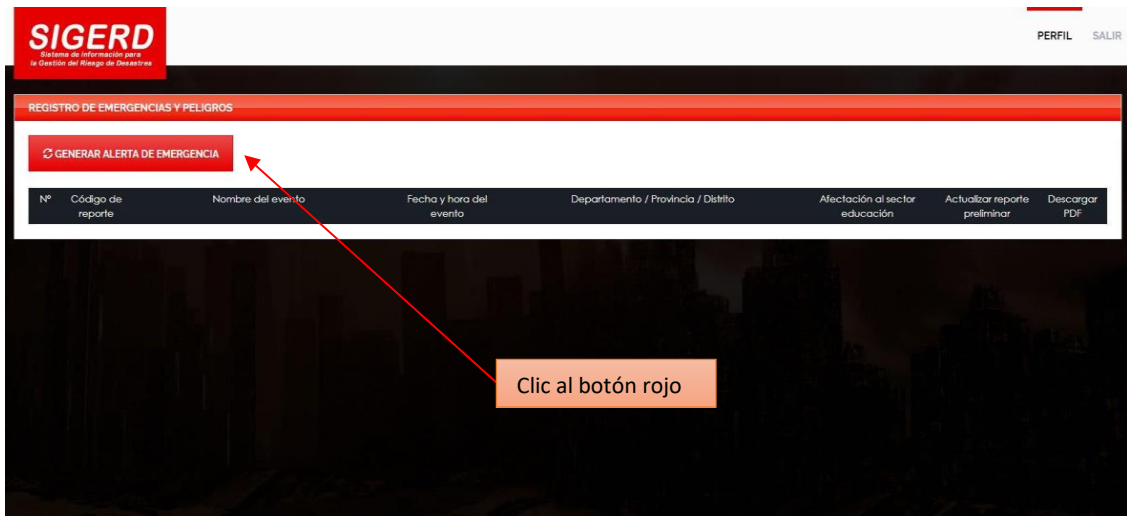 SIGERD
Sistema de Información para
la Gestión del Riesgo de Desastres
PERFIL SALIR
REGISTRO DE EMERGENCIAS Y PELIGROS
GENERAR ALERTA DE EMERGENCIA
Nº Código de reporte Nombre del evento Fecha y hora del evento Departamento / Provincia / Distrito Afectación al sector educación Actualizar reporte preliminar Descargar PDF
Clic al botón rojo